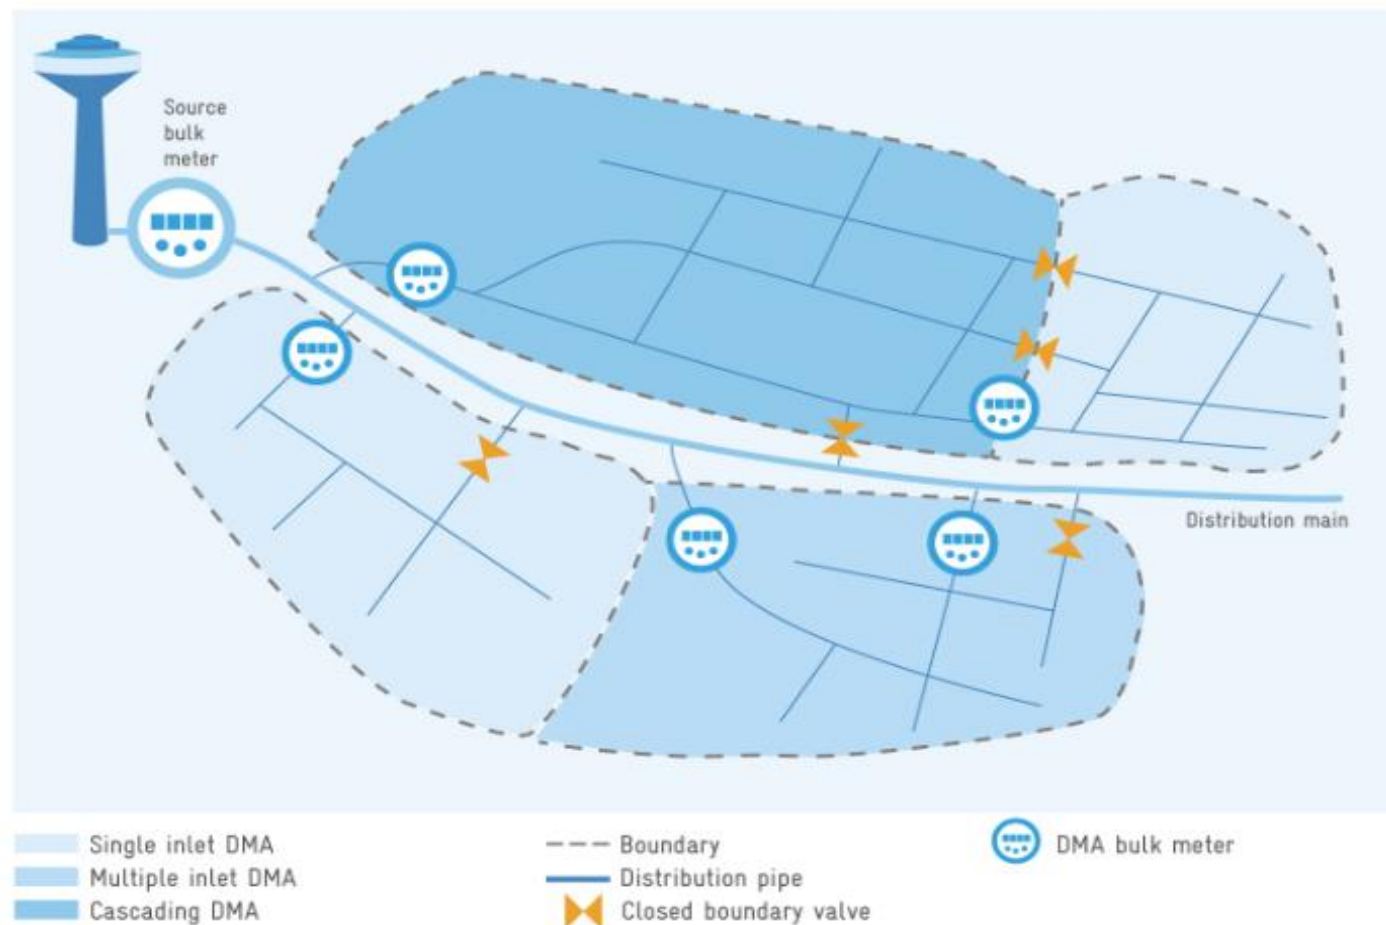 Source
bulk
meter
Distribution main
Single inlet DMA
Multiple inlet DMA
Cascading DMA
Boundary
Distribution pipe
Closed boundary valve
DMA bulk meter